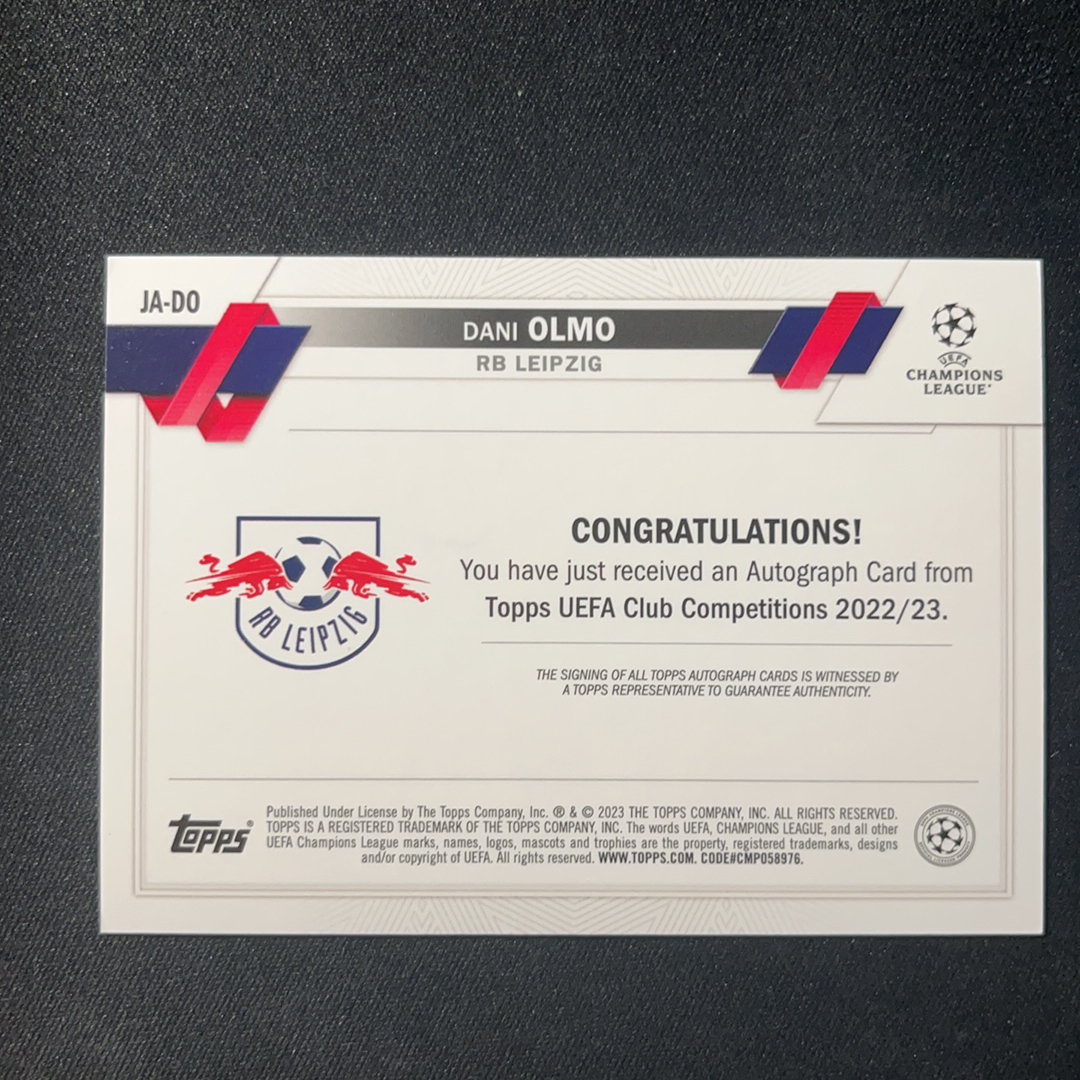 JA-DO
DANI OLMO
RB LEIPZIG
UEFA
CHAMPIONS
LEAGUE®
RB LEIPZIG
CONGRATULATIONS!
You have just received an Autograph Card from
Topps UEFA Club Competitions 2022/23.
THE SIGNING OF ALL TOPPS AUTOGRAPH CARDS IS WITNESSED BY
A TOPPS REPRESENTATIVE TO GUARANTEE AUTHENTICITY.
topps®
Published Under License by The Topps Company, Inc. ® & © 2023 THE TOPPS COMPANY, INC. ALL RIGHTS RESERVED.
TOPPS IS A REGISTERED TRADEMARK OF THE TOPPS COMPANY, INC. The words UEFA, CHAMPIONS LEAGUE, and all other
UEFA Champions League marks, names, logos, mascots and trophies are the property, registered trademarks, designs
and/or copyright of UEFA. All rights reserved. WWW.TOPPS.COM. CODE#CMP058976.